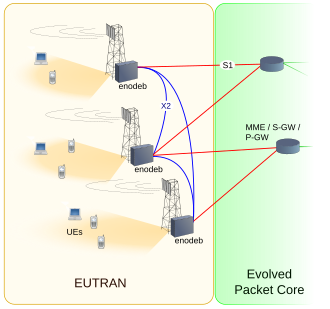 S1
enodeb
X2
MME / S-GW /
P-GW
enodeb
UEs
enodeb
EUTRAN
Evolved
Packet Core